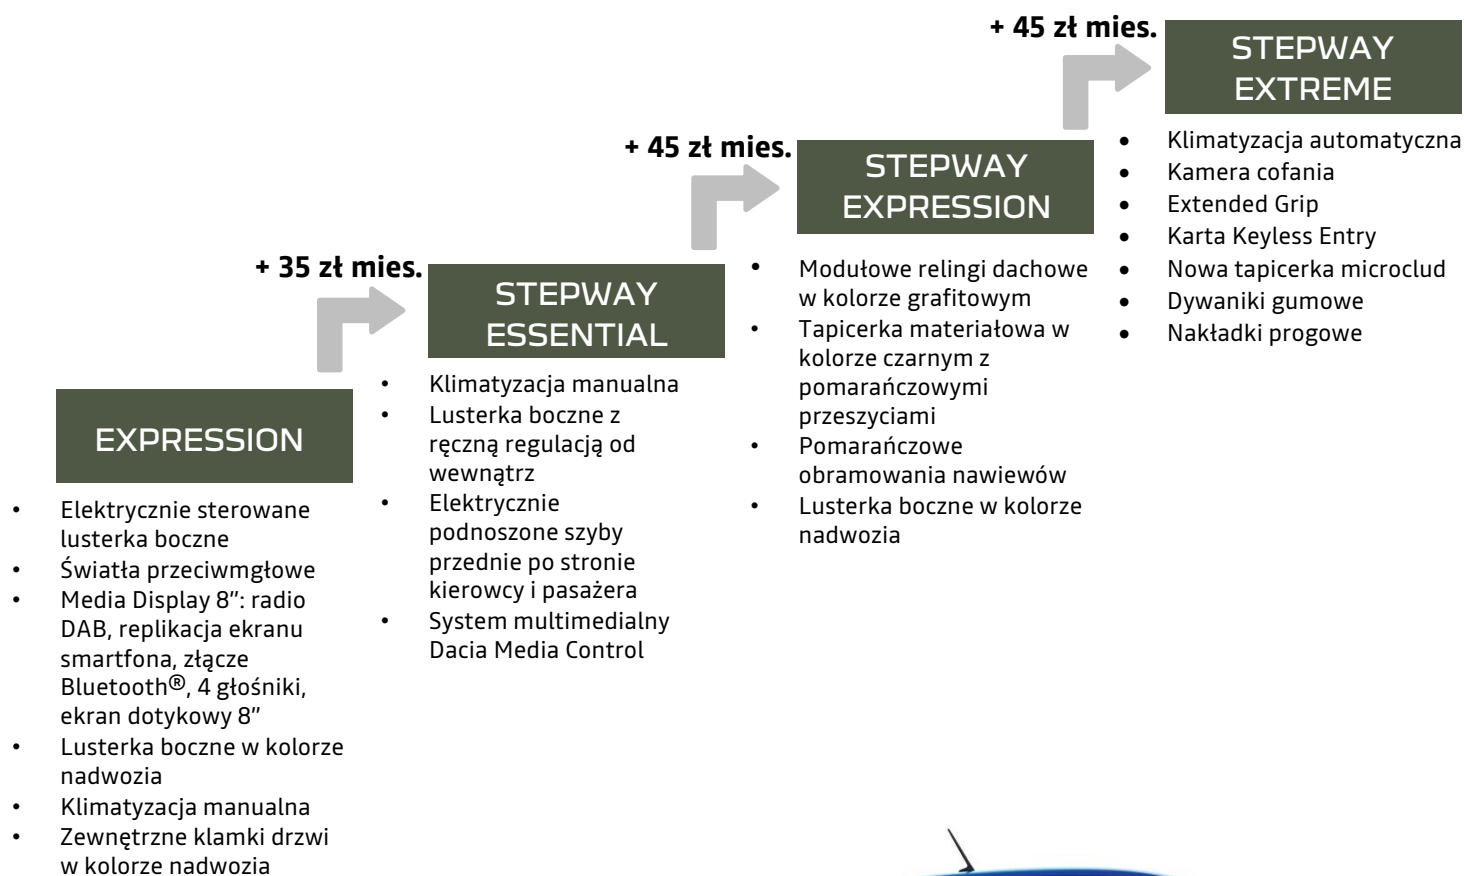 + 45 zł mies.
STEPWAY
EXTREME
• Klimatyzacja automatyczna
• Kamera cofania
• Extended Grip
• Karta Keyless Entry
• Nowa tapicerka microclud
• Dywaniki gumowe
• Nakładki progowe
+ 45 zł mies.
STEPWAY
EXPRESSION
• Modułowe relingi dachowe
w kolorze grafitowym
• Tapicerka materiałowa w
kolorze czarnym z
pomarańczowymi
przeszyciami
• Pomarańczowe
obramowania nawiewów
• Lusterka boczne w kolorze
nadwozia
+ 35 zł mies.
STEPWAY
ESSENTIAL
• Klimatyzacja manualna
• Lusterka boczne z
ręczną regulacją od
wewnątrz
• Elektrycznie
podnoszone szyby
przednie po stronie
kierowcy i pasażera
• System multimedialny
Dacia Media Control
EXPRESSION
• Elektrycznie sterowane
lusterka boczne
• Światła przeciwmgłowe
• Media Display 8”: radio
DAB, replikacja ekranu
smartfona, złącze
Bluetooth®, 4 głośniki,
ekran dotykowy 8”
• Lusterka boczne w kolorze
nadwozia
• Klimatyzacja manualna
• Zewnętrzne klamki drzwi
w kolorze nadwozia